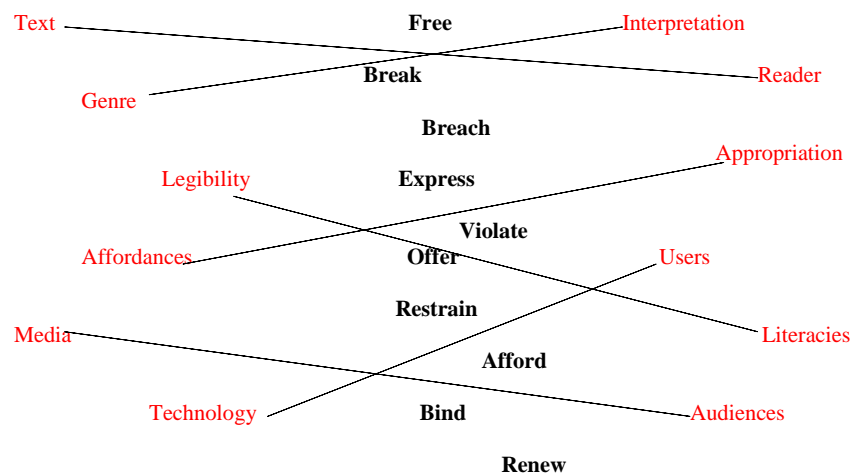 Text Free Interpretation
Break Reader
Genre
Breach
Appropriation
Legibility Express
Violate
Affordances Offer Users
Restrain
Media Literacies
Afford
Technology Bind Audiences
Renew